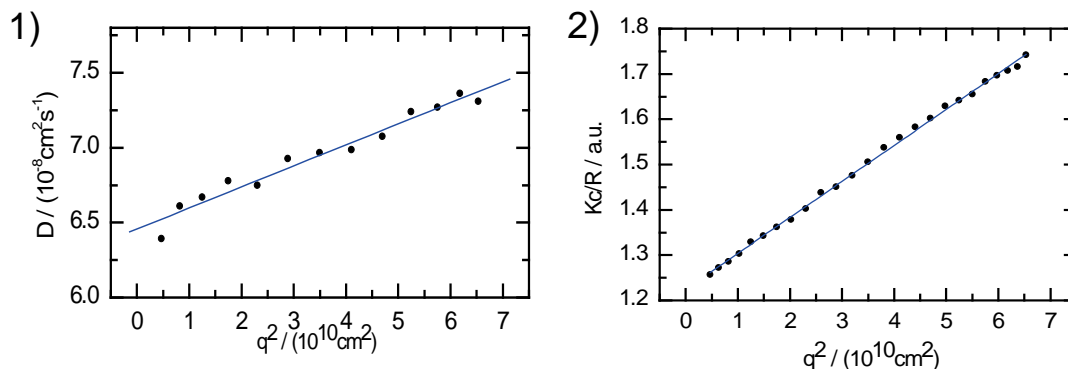 1)
D / (10⁻⁸cm²s⁻¹)
7.5
7.0
6.5
6.0
0 1 2 3 4 5 6 7
q² / (10¹⁰cm²)
2)
Kc/R / a.u.
1.8
1.7
1.6
1.5
1.4
1.3
1.2
0 1 2 3 4 5 6 7
q² / (10¹⁰cm²)